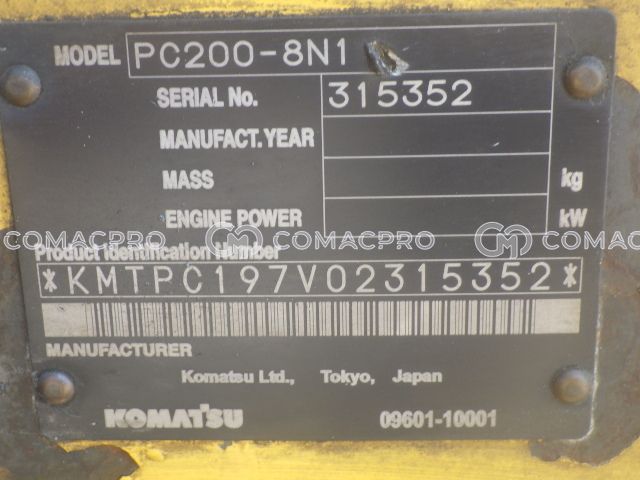 MODEL PC200-8N1
SERIAL No. 315352
MANUFACT.YEAR
MASS kg
ENGINE POWER kW
COMACPRO COMACPRO COMACPRO
Product Identification Number
*KMTPC197V02315352*
MANUFACTURER
Komatsu Ltd., Tokyo, Japan
KOMATSU 09601-10001